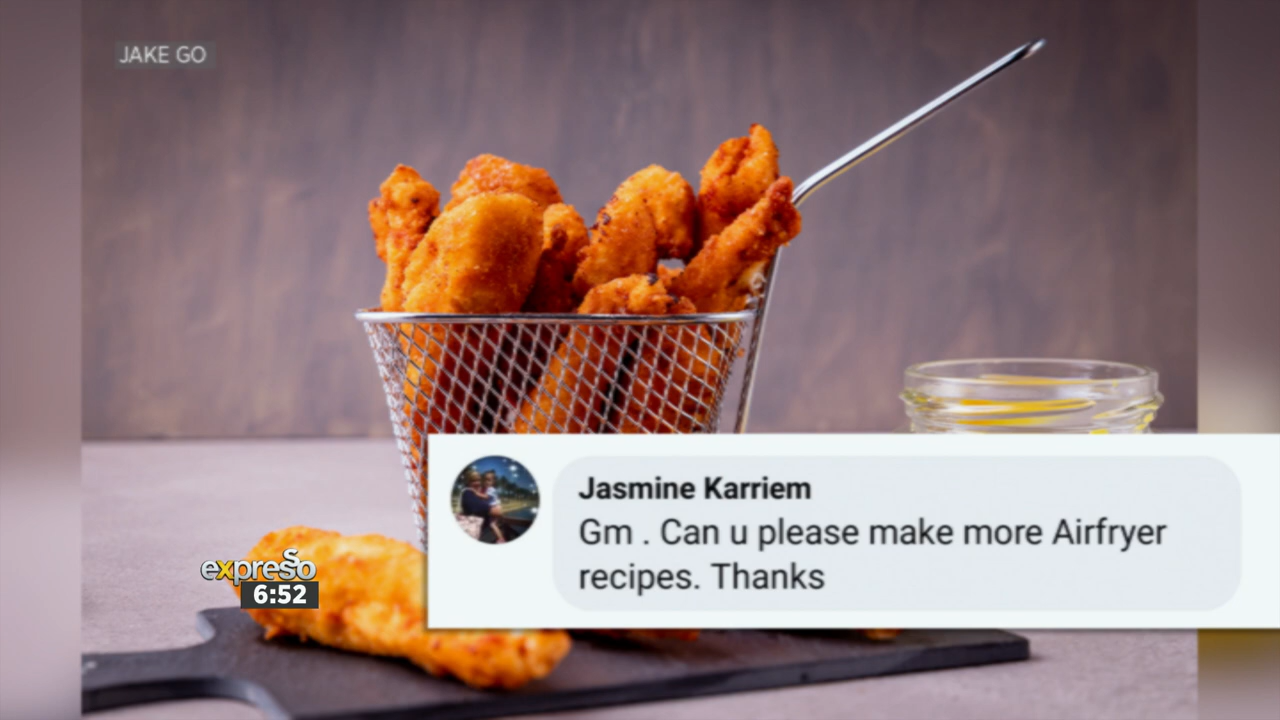 JAKE GO
Jasmine Karriem
Gm . Can u please make more Airfryer
recipes. Thanks
expresso
6:52